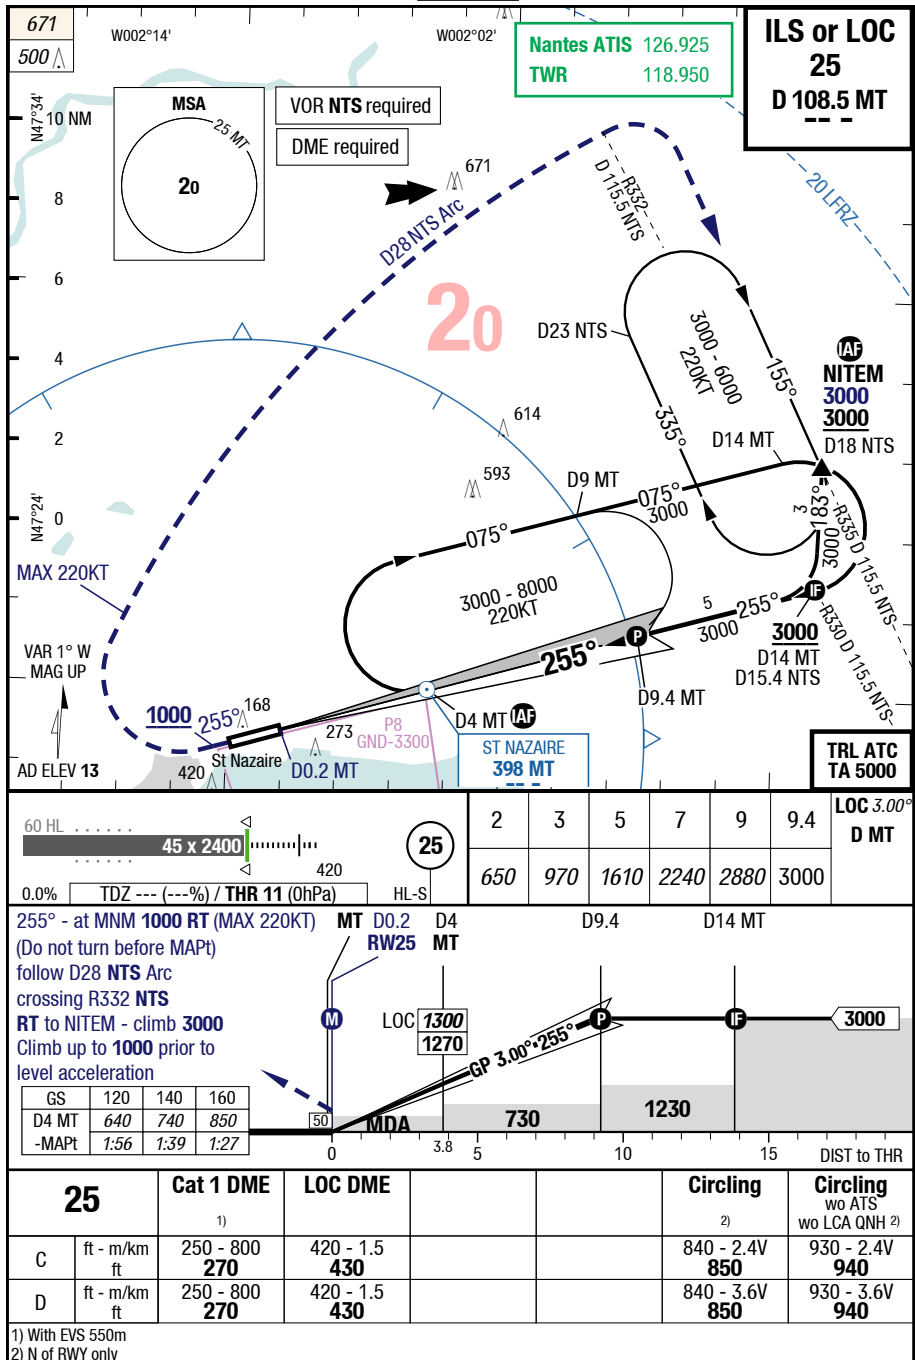 671
500
W002°14'
W002°02'
Nantes ATIS 126.925
TWR 118.950
ILS or LOC
25
D 108.5 MT
N47°34'
10 NM
8
6
4
2
0
N47°24'
MSA
25 MT
20
VOR NTS required
DME required
671
D28 NTS Arc
R332
D 115.5 NTS
20 LFRZ
20
D23 NTS
3000 - 6000
220KT
155°
335°
IAF
NITEM
3000
3000
D18 NTS
614
593
D14 MT
D9 MT
075°
3000
075°
3
183°
3000
R335 D 115.5 NTS
MAX 220KT
3000 - 8000
220KT
5
255°
3000
IF
3000
D14 MT
D15.4 NTS
R330 D 115.5 NTS
VAR 1° W
MAG UP
255°
P
D9.4 MT
1000
255°
168
D4 MT IAF
P8
GND-3300
273
St Nazaire
D0.2 MT
420
ST NAZAIRE
398 MT
AD ELEV 13
TRL ATC
TA 5000
60 HL
45 x 2400
420
25
0.0%
TDZ --- (---%) / THR 11 (0hPa)
HL-S
2 3 5 7 9 9.4 LOC 3.00°
D MT
650 970 1610 2240 2880 3000
255° - at MNM 1000 RT (MAX 220KT)
(Do not turn before MAPt)
follow D28 NTS Arc
crossing R332 NTS
RT to NITEM - climb 3000
Climb up to 1000 prior to
level acceleration
MT D0.2 D4 D9.4 D14 MT
RW25 MT
M
LOC 1300
1270
P
IF
3000
GP 3.00°·255°
GS 120 140 160
D4 MT 640 740 850
-MAPt 1:56 1:39 1:27
50
MDA
730
1230
0 3.8 5 10 15 DIST to THR
25
Cat 1 DME
1)
LOC DME
Circling
2)
Circling
wo ATS
wo LCA QNH 2)
C ft - m/km 250 - 800 420 - 1.5 840 - 2.4V 930 - 2.4V
ft 270 430 850 940
D ft - m/km 250 - 800 420 - 1.5 840 - 3.6V 930 - 3.6V
ft 270 430 850 940
1) With EVS 550m
2) N of RWY only